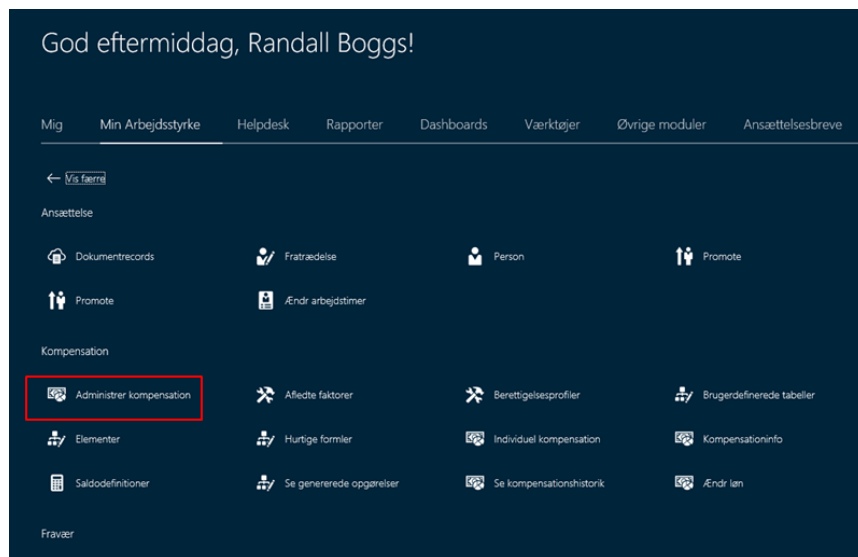 God eftermiddag, Randall Boggs!
Mig Min Arbejdsstyrke Helpdesk Rapporter Dashboards Værktøjer Øvrige moduler Ansættelsesbreve
Vis færre
Ansættelse
Dokumentrecords Fratrædelse Person Promote
Promote Ændr arbejdstimer
Kompensation
Administrer kompensation Afledte faktorer Berettigelsesprofiler Brugerdefinerede tabeller
Elementer Hurtige formler Individuel kompensation Kompensationinfo
Saldodefinitioner Se genererede opgørelser Se kompensationshistorik Ændr løn
Fravær